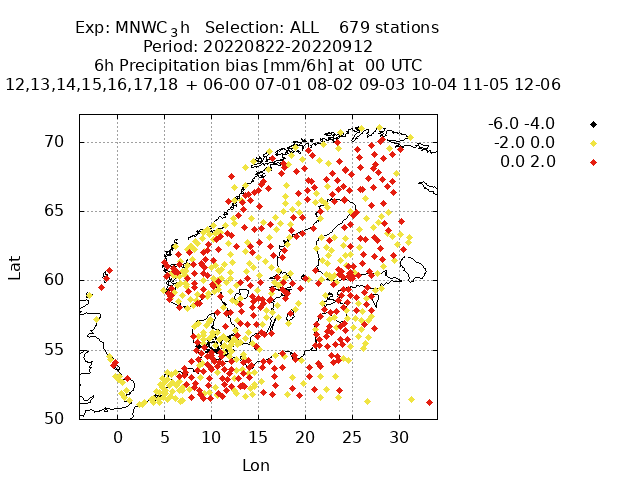 Exp: MNWC₃h Selection: ALL 679 stations
Period: 20220822-20220912
6h Precipitation bias [mm/6h] at 00 UTC
12,13,14,15,16,17,18 + 06-00 07-01 08-02 09-03 10-04 11-05 12-06
-6.0 -4.0
-2.0 0.0
0.0 2.0
70
65
60
55
50
Lat
0 5 10 15 20 25 30
Lon